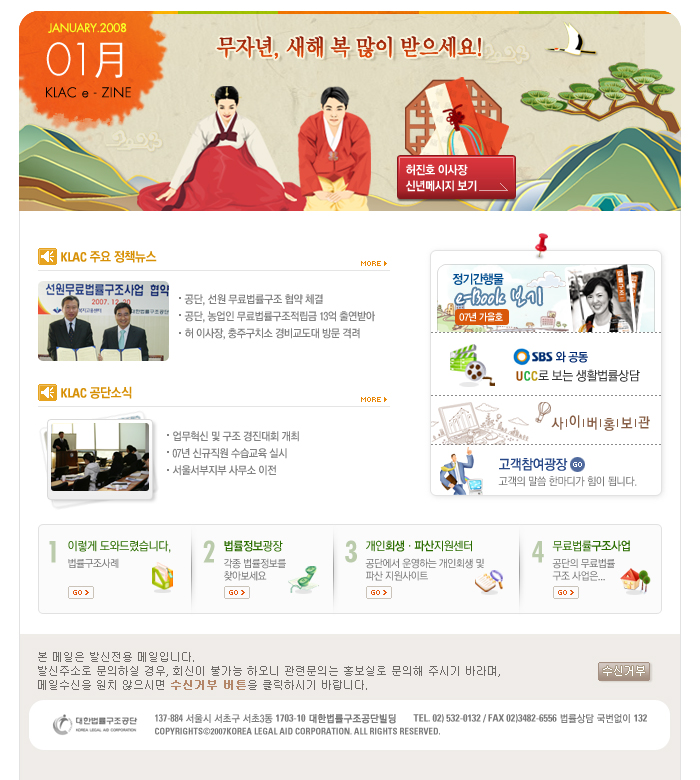 JANUARY.2008
01月
KLAC e - ZINE
무자년, 새해 복 많이 받으세요!
허진호 이사장
신년메시지 보기
KLAC 주요 정책뉴스
MORE
선원무료법률구조사업 협약
2007. 12. 20
· 공단, 선원 무료법률구조 협약 체결
· 공단, 농업인 무료법률구조적립금 13억 출연받아
· 허 이사장, 충주구치소 경비교도대 방문 격려
KLAC 공단소식
MORE
· 업무혁신 및 구조 경진대회 개최
· 07년 신규직원 수습교육 실시
· 서울서부지부 사무소 이전
정기간행물
e-Book 보기
07년 가을호
SBS 와 공동
UCC로 보는 생활법률상담
사이버홍보관
고객참여광장 GO
고객의 말씀 한마디가 힘이 됩니다.
1 이렇게 도와드렸습니다,
법률구조사례
GO
2 법률정보광장
각종 법률정보를
찾아보세요
GO
3 개인회생 · 파산지원센터
공단에서 운영하는 개인회생 및
파산 지원사이트
GO
4 무료법률구조사업
공단의 무료법률
구조 사업은...
GO
본 메일은 발신전용 메일입니다.
발신주소로 문의하실 경우, 회신이 불가능 하오니 관련문의는 홍보실로 문의해 주시기 바라며,
메일수신을 원치 않으시면 수신거부 버튼을 클릭하시기 바랍니다.
수신거부
대한법률구조공단
KOREA LEGAL AID CORPORATION
137-884 서울시 서초구 서초3동 1703-10 대한법률구조공단빌딩 TEL. 02) 532-0132 / FAX 02)3482-6556 법률상담 국번없이 132
COPYRIGHTS©2007KOREA LEGAL AID CORPORATION. ALL RIGHTS RESERVED.